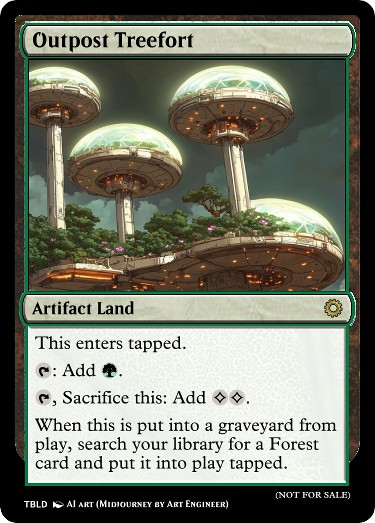 Outpost Treefort
Artifact Land
This enters tapped.
: Add .
, Sacrifice this: Add .
When this is put into a graveyard from
play, search your library for a Forest
card and put it into play tapped.
(NOT FOR SALE)
TBLD AI art (Midjourney by Art Engineer)